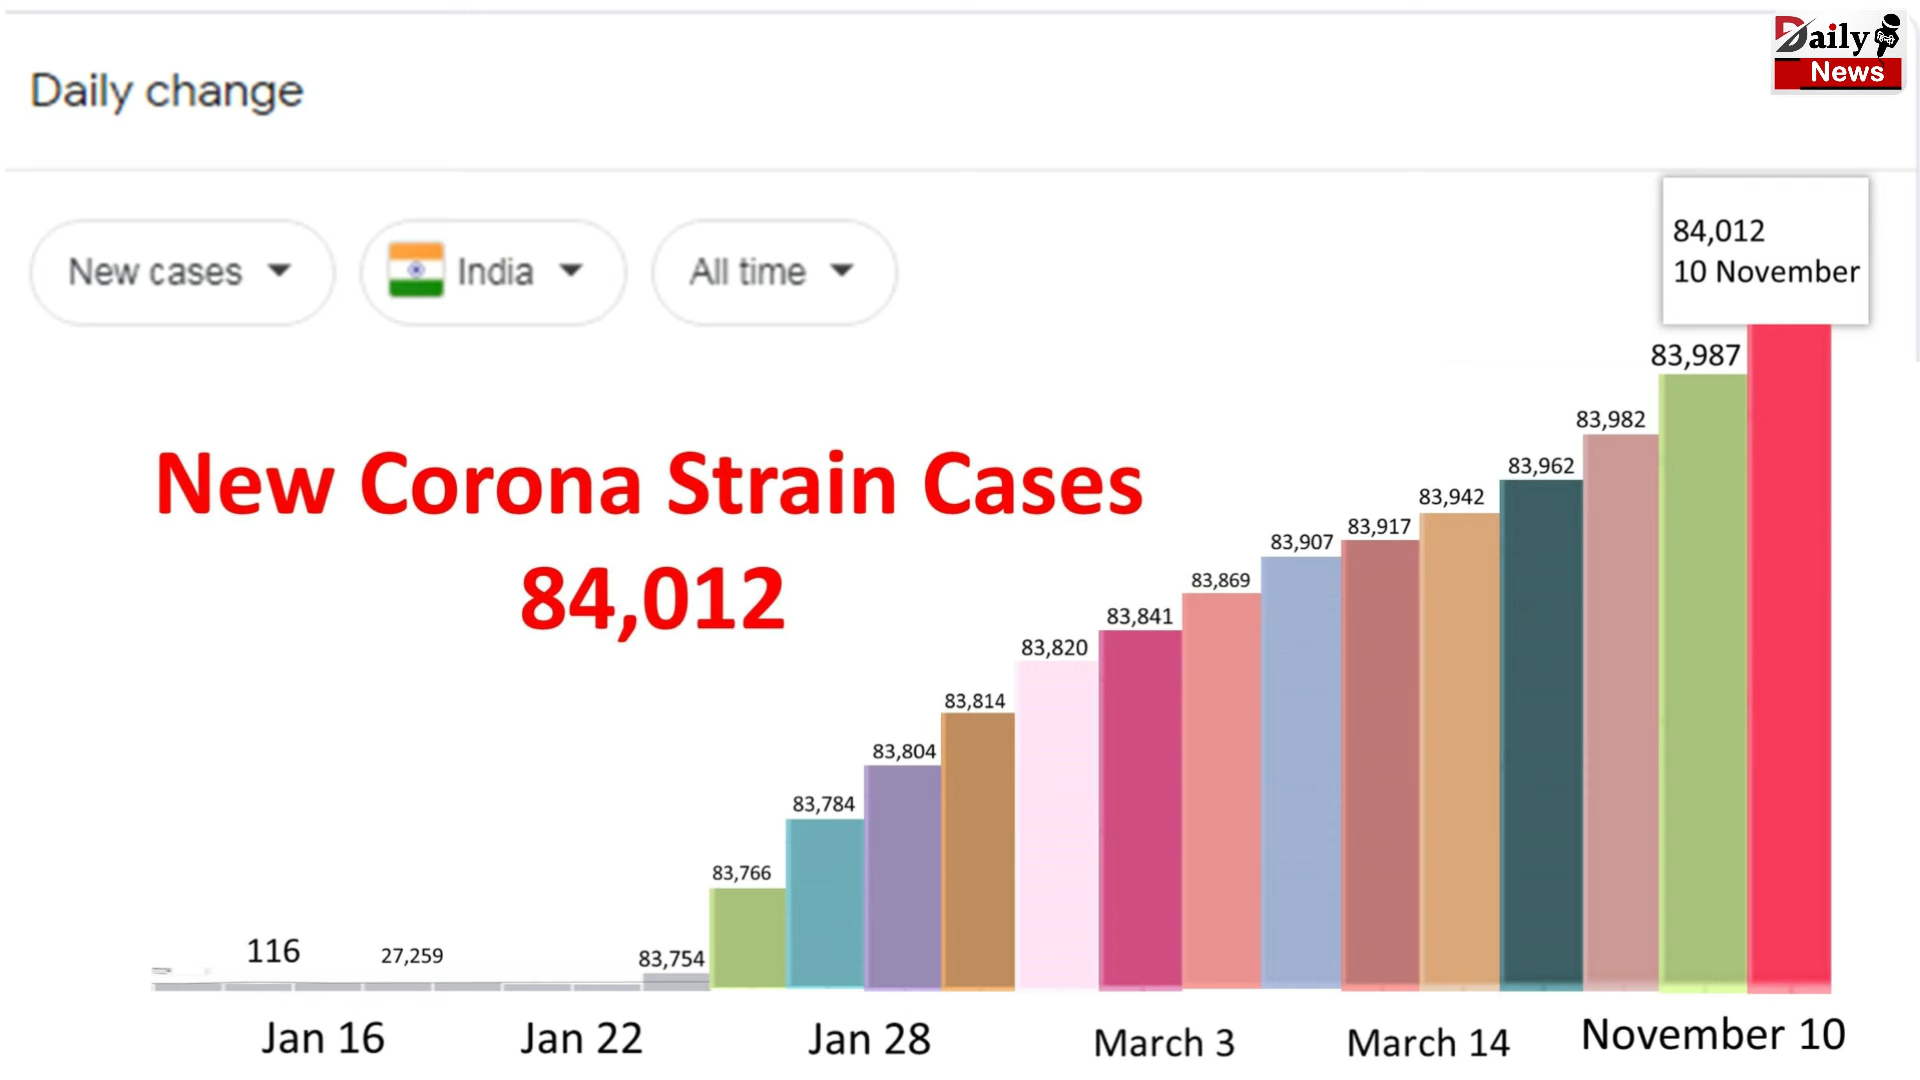 Daily
हिन्दी
News
Daily change
New cases
India
All time
84,012
10 November
83,987
83,982
83,962
83,942
83,917
83,907
83,869
83,841
83,820
83,814
83,804
83,784
83,766
83,754
27,259
116
New Corona Strain Cases
84,012
Jan 16
Jan 22
Jan 28
March 3
March 14
November 10